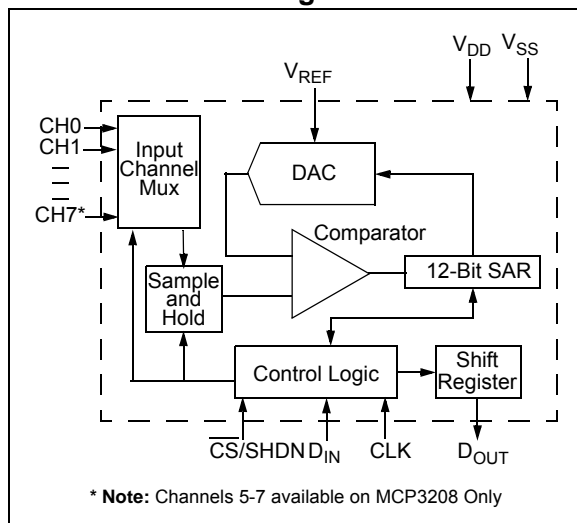 V_DD V_SS
V_REF
CH0
CH1
CH7*
Input
Channel
Mux
DAC
Comparator
12-Bit SAR
Sample
and
Hold
Control Logic
Shift
Register
C̅S̅/SHDN D_IN CLK D_OUT
* Note: Channels 5-7 available on MCP3208 Only